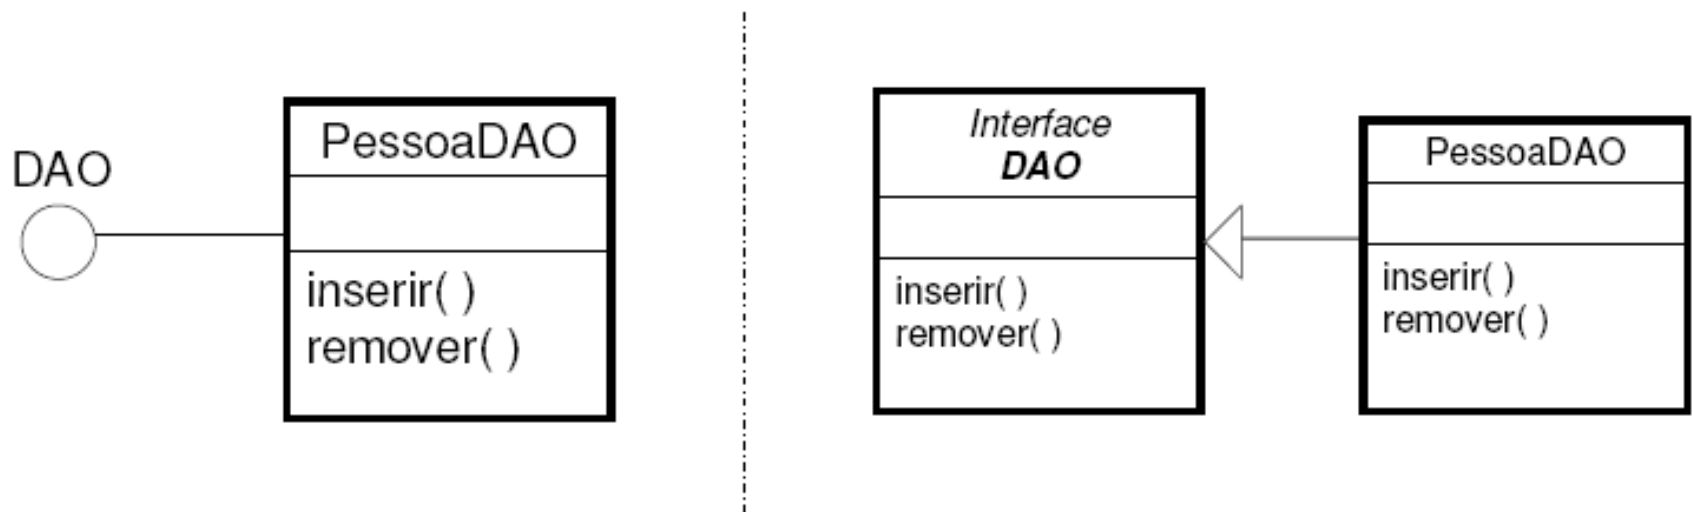 DAO
PessoaDAO
inserir( )
remover( )
Interface
DAO
inserir( )
remover( )
PessoaDAO
inserir( )
remover( )